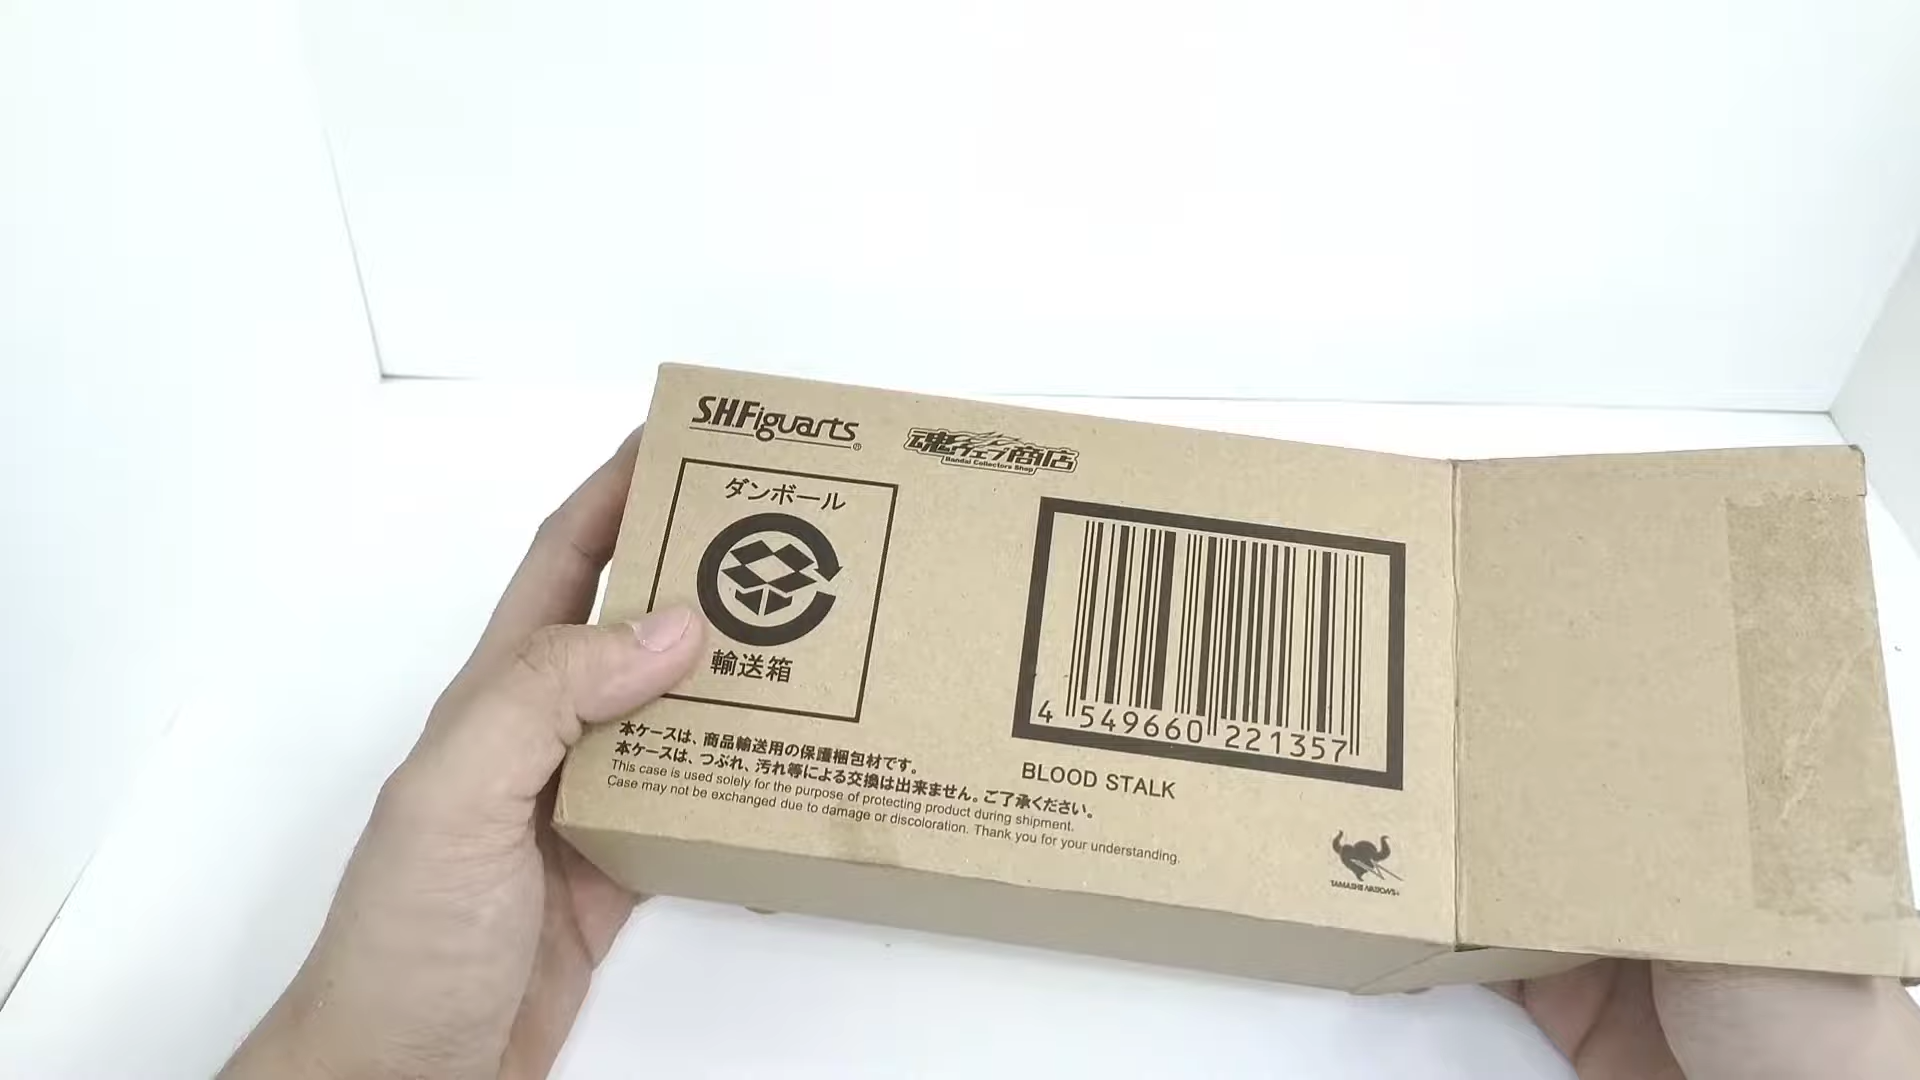 S.H.Figuarts®
魂ウェブ商店
Bandai Collectors Shop
ダンボール
輸送箱
4 549660 221357
BLOOD STALK
本ケースは、商品輸送用の保護梱包材です。
本ケースは、つぶれ、汚れ等による交換は出来ません。ご了承ください。
This case is used solely for the purpose of protecting product during shipment.
Case may not be exchanged due to damage or discoloration. Thank you for your understanding.
TAMASHII NATIONS